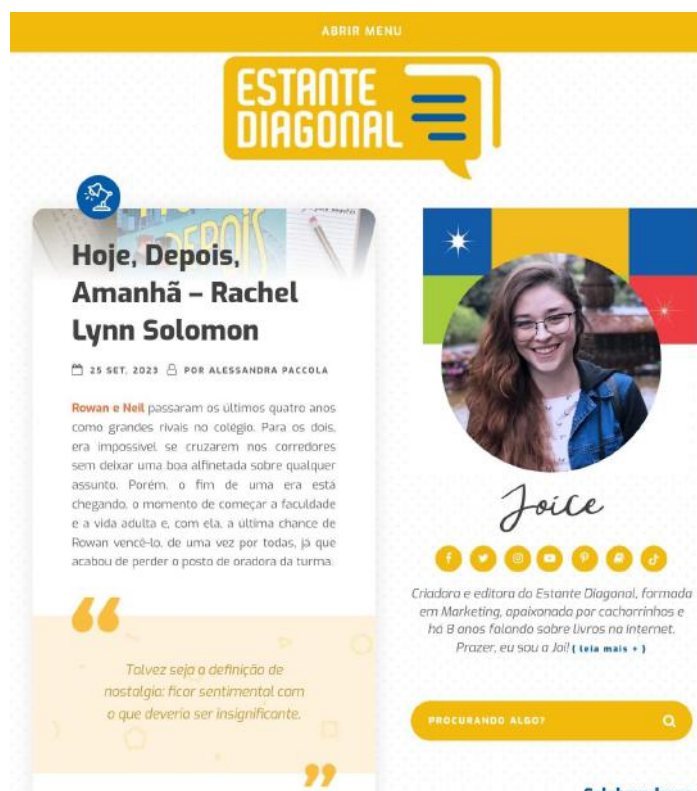 ABRIR MENU
ESTANTE
DIAGONAL
DEPOIS
Hoje, Depois,
Amanhã – Rachel
Lynn Solomon
25 SET, 2023 POR ALESSANDRA PACCOLA
Rowan e Neil passaram os últimos quatro anos
como grandes rivais no colégio. Para os dois,
era impossível se cruzarem nos corredores
sem deixar uma boa alfinetada sobre qualquer
assunto. Porém, o fim de uma era está
chegando, o momento de começar a faculdade
e a vida adulta e, com ela, a última chance de
Rowan vencê-lo, de uma vez por todas, já que
acabou de perder o posto de oradora da turma.
“
Talvez seja a definição de
nostalgia: ficar sentimental com
o que deveria ser insignificante.
”
Joice
Criadora e editora do Estante Diagonal, formada
em Marketing, apaixonada por cachorrinhos e
há 8 anos falando sobre livros na internet.
Prazer, eu sou a Joi! { leia mais + }
PROCURANDO ALGO?